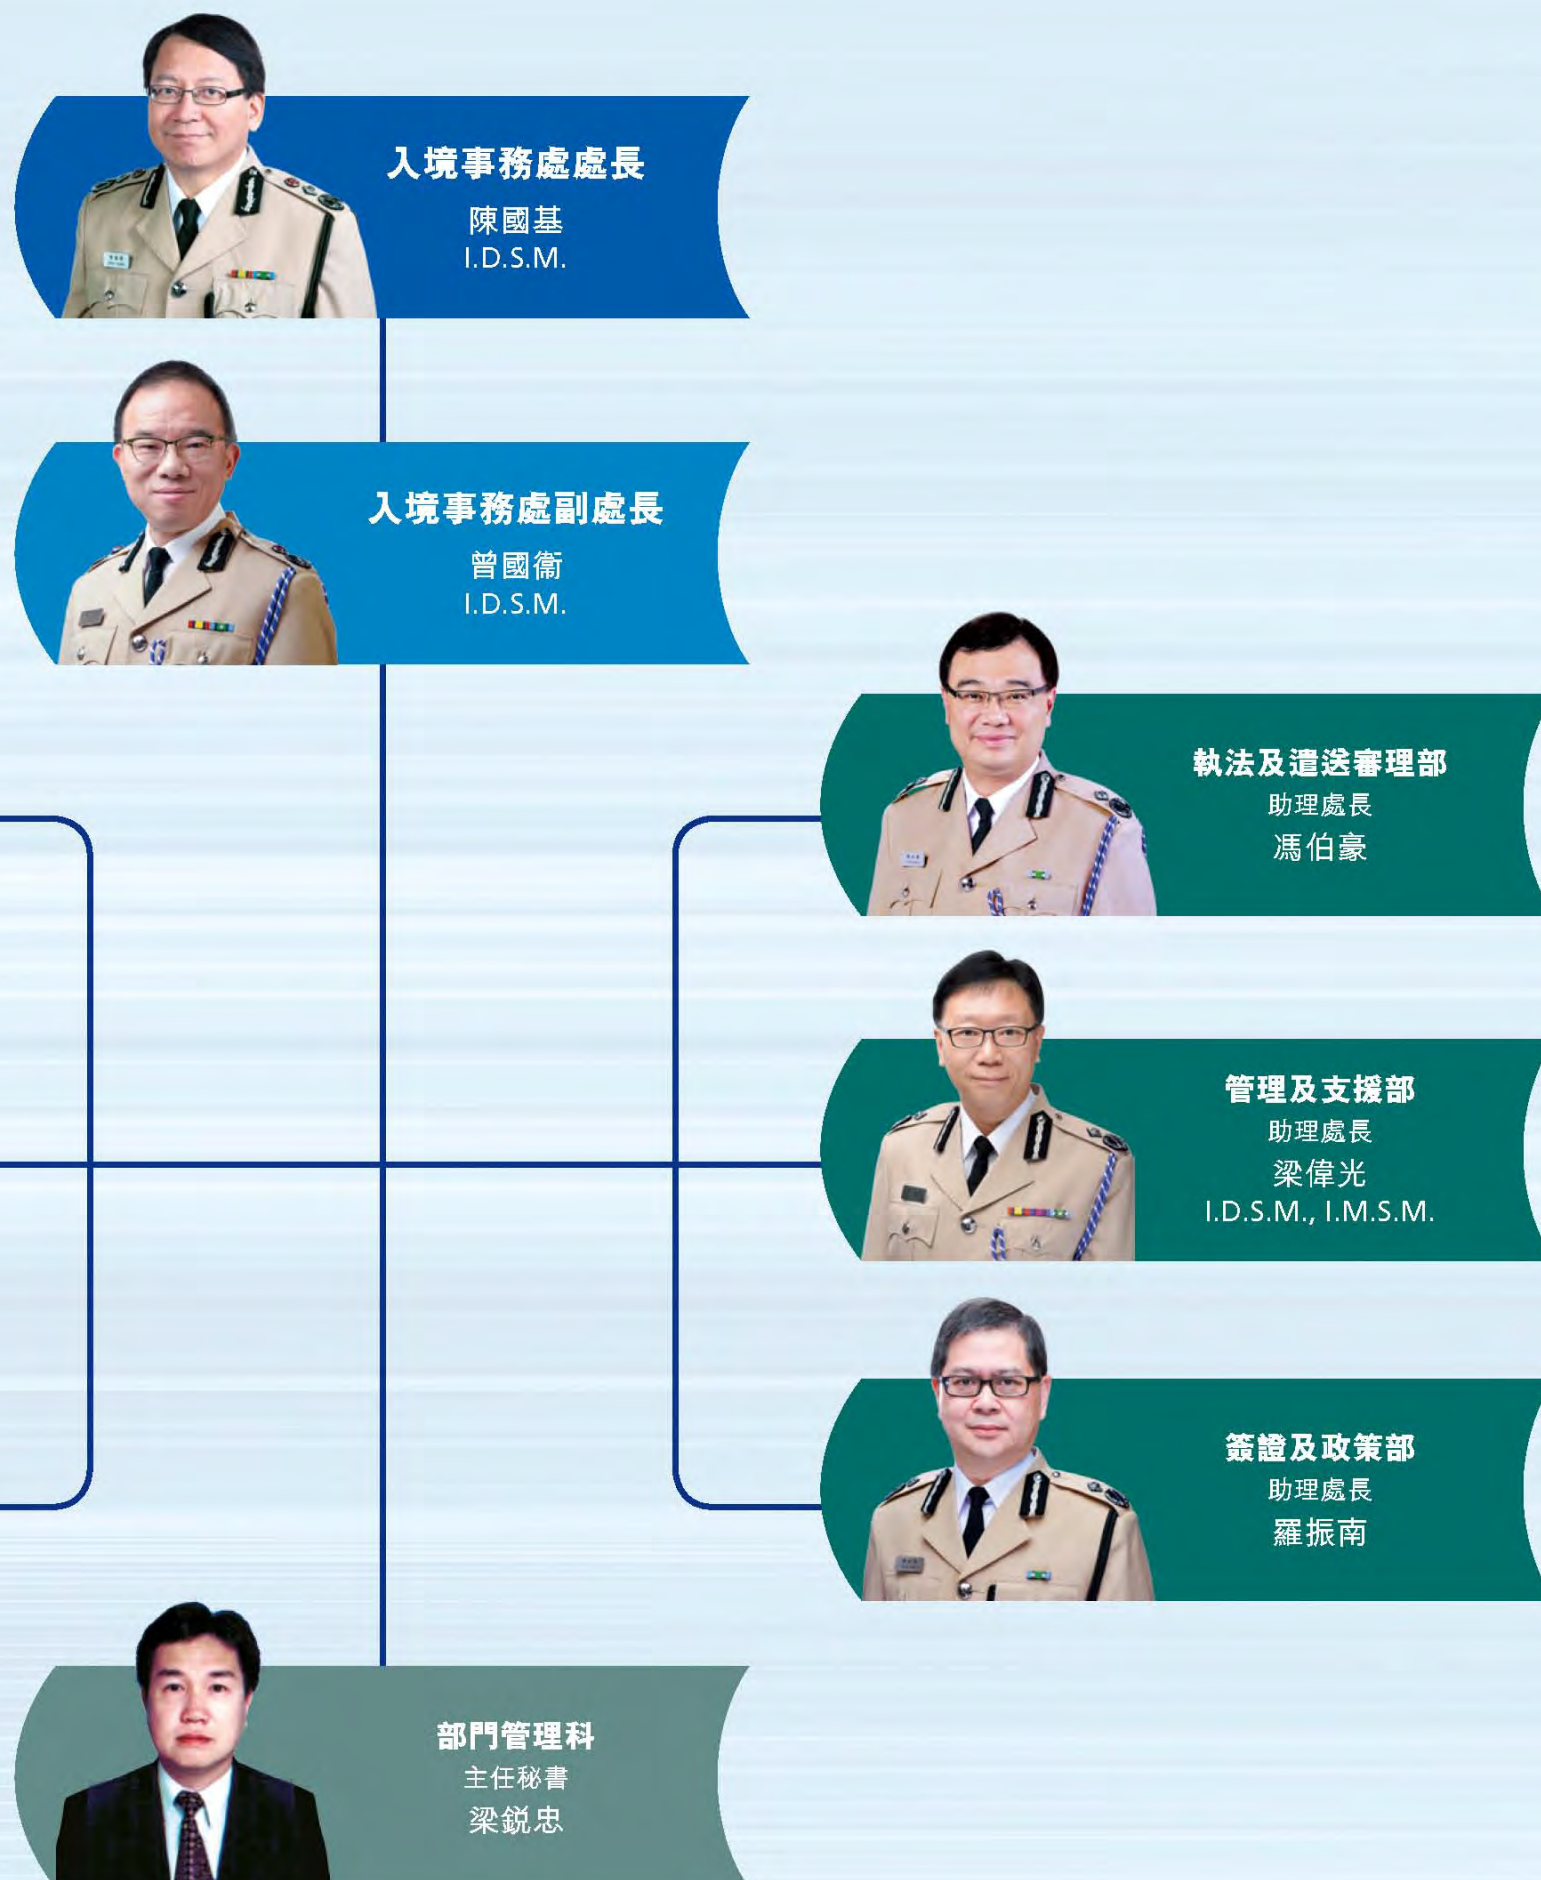 入境事務處處長
陳國基
I.D.S.M.
入境事務處副處長
曾國衞
I.D.S.M.
執法及遣送審理部
助理處長
馮伯豪
管理及支援部
助理處長
梁偉光
I.D.S.M., I.M.S.M.
簽證及政策部
助理處長
羅振南
部門管理科
主任秘書
梁鋭忠